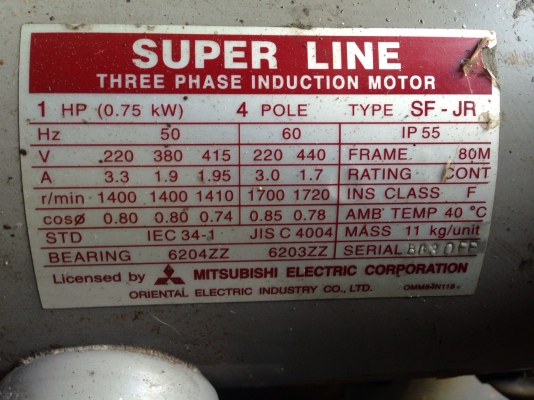 SUPER LINE
THREE PHASE INDUCTION MOTOR
1 HP (0.75 kW) 4 POLE TYPE SF-JR
Hz 50 60 IP 55
V 220 380 415 220 440 FRAME 80M
A 3.3 1.9 1.95 3.0 1.7 RATING CONT
r/min 1400 1400 1410 1700 1720 INS CLASS F
cosø 0.80 0.80 0.74 0.85 0.78 AMB TEMP 40 °C
STD IEC 34-1 JIS C 4004 MASS 11 kg/unit
BEARING 6204ZZ 6203ZZ SERIAL
Licensed by MITSUBISHI ELECTRIC CORPORATION
ORIENTAL ELECTRIC INDUSTRY CO., LTD.